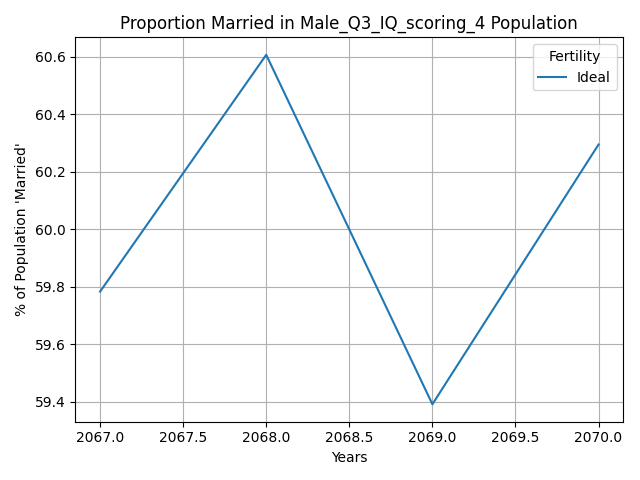 Proportion Married in Male_Q3_IQ_scoring_4 Population
Fertility
Ideal
% of Population 'Married'
60.6
60.4
60.2
60.0
59.8
59.6
59.4
2067.0 2067.5 2068.0 2068.5 2069.0 2069.5 2070.0
Years